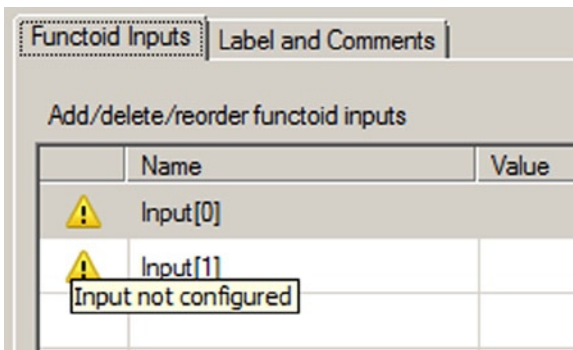 Functoid Inputs Label and Comments
Add/delete/reorder functoid inputs
Name Value
Input[0]
Input[1]
Input not configured